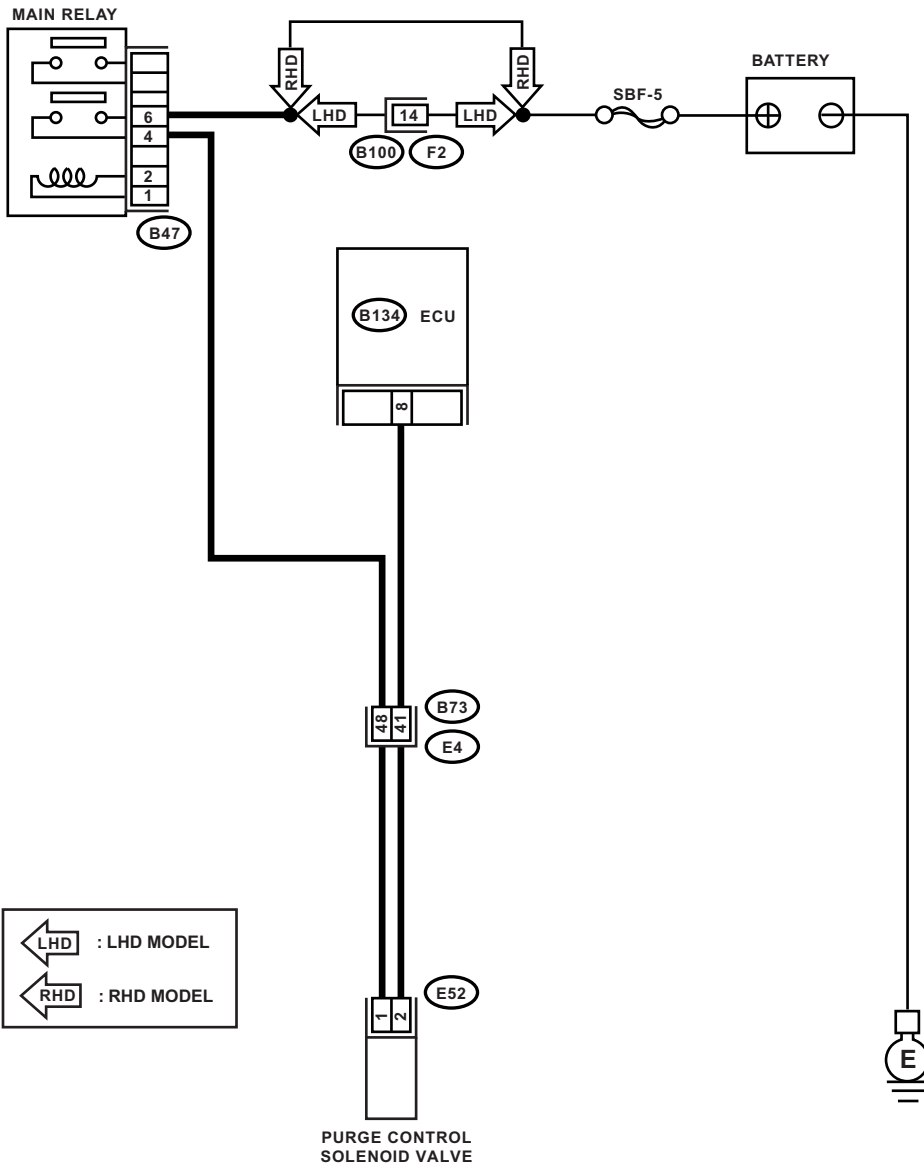 MAIN RELAY
6
4
2
1
B47
RHD
LHD
14
LHD
RHD
B100
F2
SBF-5
BATTERY
B134 ECU
8
48
41
B73
E4
LHD : LHD MODEL
RHD : RHD MODEL
E52
1
2
E
PURGE CONTROL
SOLENOID VALVE